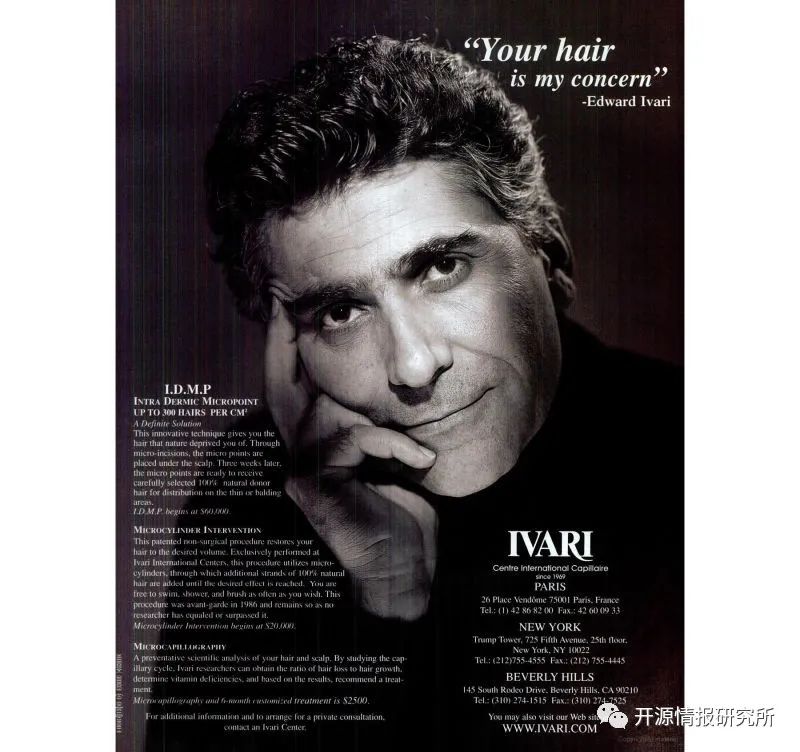 “Your hair
is my concern”
-Edward Ivari
I.D.M.P
INTRA DERMIC MICROPOINT
UP TO 300 HAIRS PER CM²
A Definite Solution
This innovative technique gives you the
hair that nature deprived you of. Through
micro-incisions, the micro points are
placed under the scalp. Three weeks later,
the micro points are ready to receive
carefully selected 100% natural donor
hair for distribution on the thin or balding
areas.
I.D.M.P. begins at $60,000.
MICROCYLINDER INTERVENTION
This patented non-surgical procedure restores your
hair to the desired volume. Exclusively performed at
Ivari International Centers, this procedure utilizes micro-
cylinders, through which additional strands of 100% natural
hair are added until the desired effect is reached. You are
free to swim, shower, and brush as often as you wish. This
procedure was avant-garde in 1986 and remains so as no
researcher has equaled or surpassed it.
Microcylinder Intervention begins at $20,000.
MICROCAPILLOGRAPHY
A preventative scientific analysis of your hair and scalp. By studying the cap-
illary cycle, Ivari researchers can obtain the ratio of hair loss to hair growth,
determine vitamin deficiencies, and based on the results, recommend a treat-
ment.
Microcapillography and 6-month customized treatment is $2500.
For additional information and to arrange for a private consultation,
contact an Ivari Center.
IVARI
Centre International Capillaire
since 1969
PARIS
26 Place Vendôme 75001 Paris, France
Tel.: (1) 42 86 82 00 Fax.: 42 60 09 33
NEW YORK
Trump Tower, 725 Fifth Avenue, 25th floor,
New York, NY 10022
Tel.: (212)755-4555 Fax.: (212) 755-4445
BEVERLY HILLS
145 South Rodeo Drive, Beverly Hills, CA 90210
Tel.: (310) 274-1515 Fax.: (310) 274-7525
You may also visit our Web site
WWW.IVARI.COM
开源情报研究所